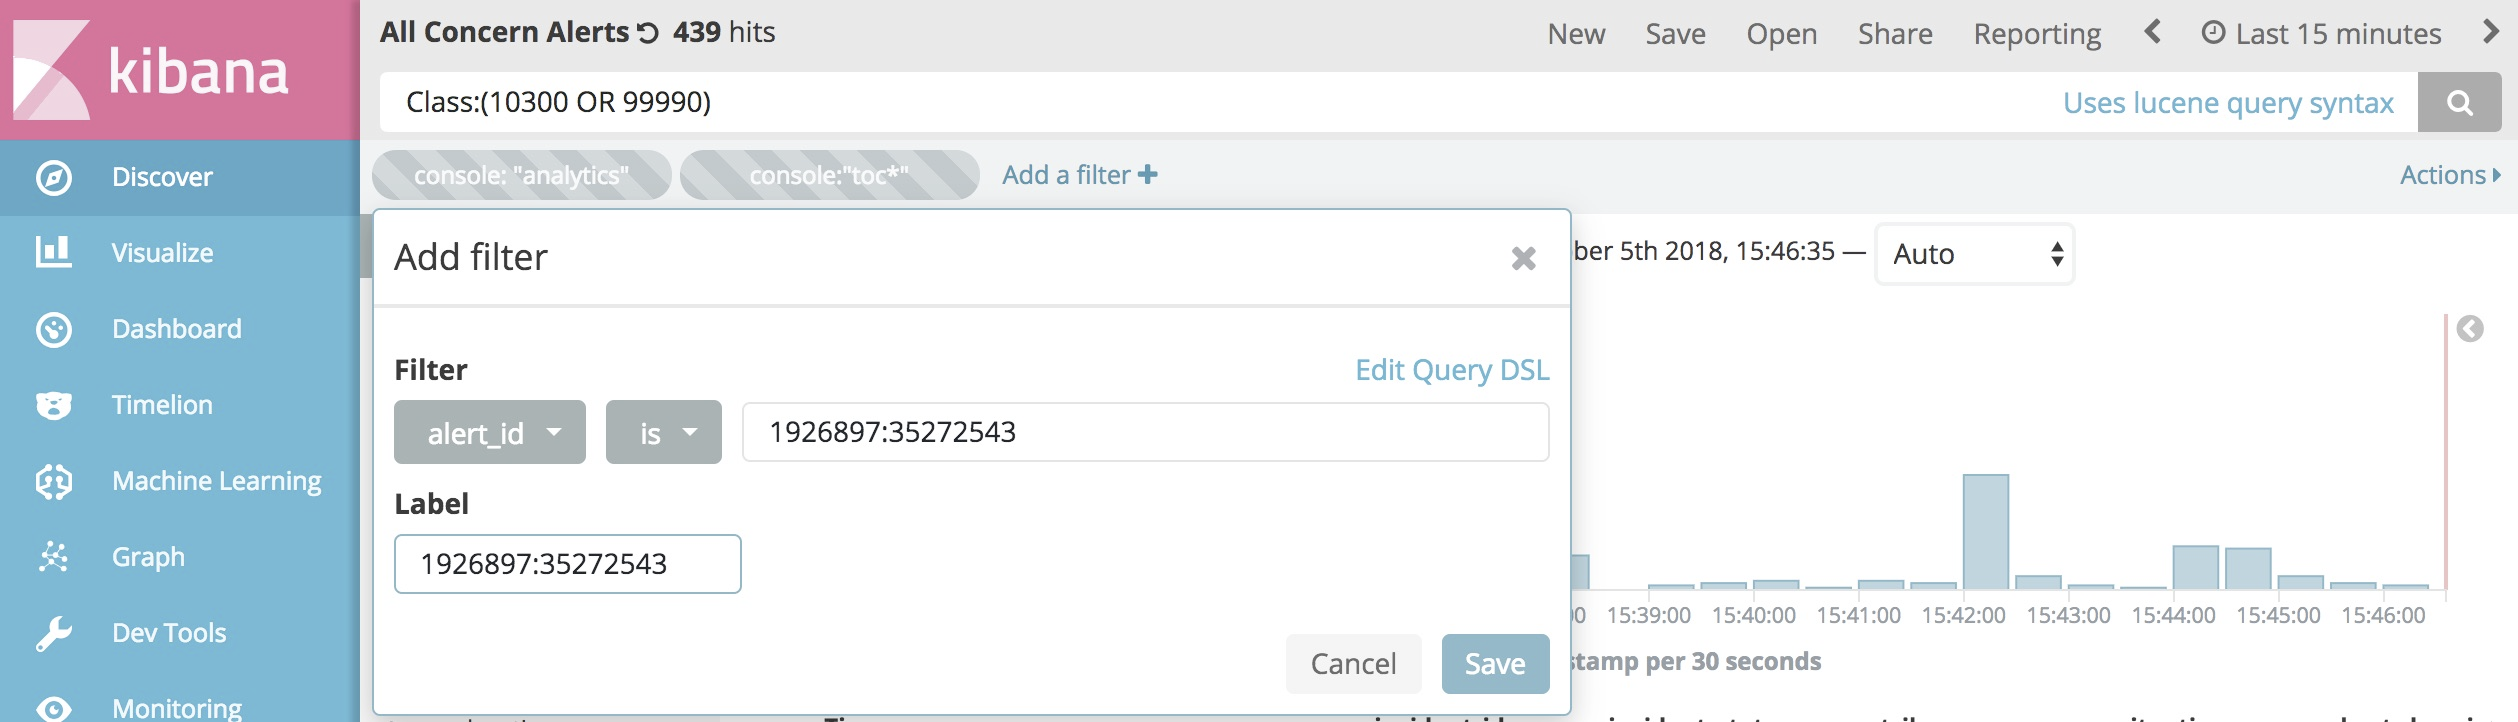 kibana
All Concern Alerts 439 hits
New Save Open Share Reporting Last 15 minutes
Class:(10300 OR 99990)
Uses lucene query syntax
console: "analytics" console:"toc*" Add a filter
Actions
Discover
Visualize
Dashboard
Timelion
Machine Learning
Graph
Dev Tools
Monitoring
Add filter
Filter
Edit Query DSL
alert_id is 1926897:35272543
Label
1926897:35272543
Cancel Save
ber 5th 2018, 15:46:35 — Auto
15:39:00 15:40:00 15:41:00 15:42:00 15:43:00 15:44:00 15:45:00 15:46:00
stamp per 30 seconds